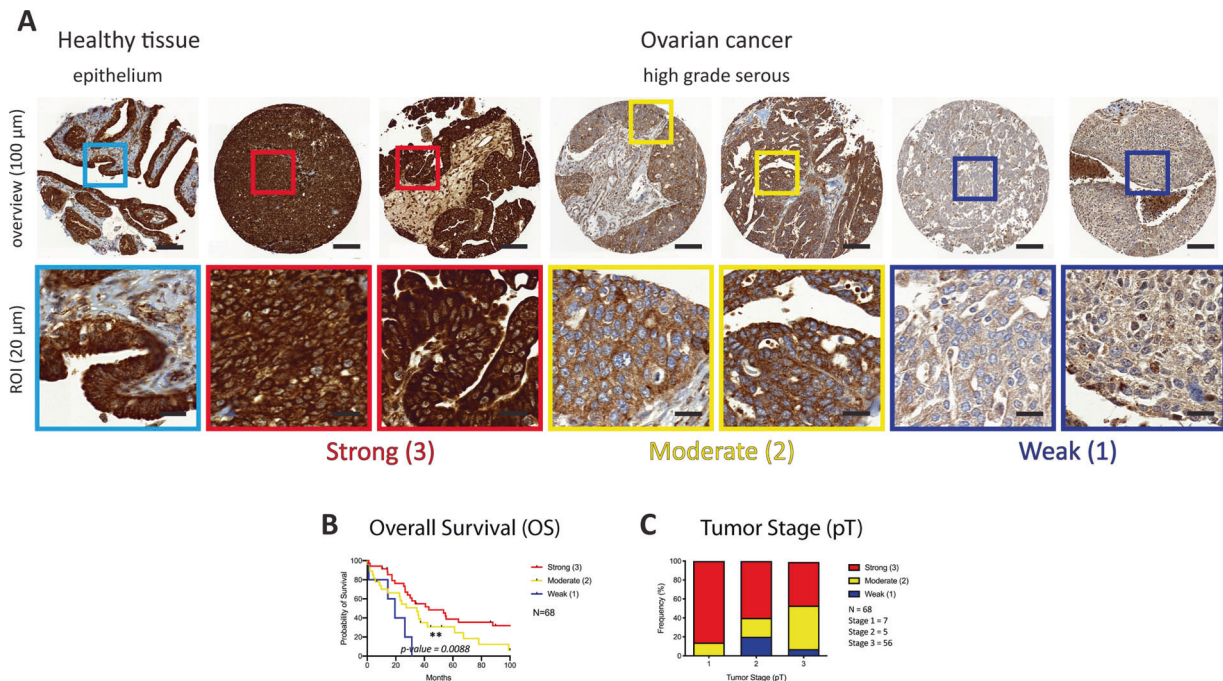 A
Healthy tissue
Ovarian cancer
epithelium
high grade serous
overview (100 µm)
ROI (20 µm)
Strong (3)
Moderate (2)
Weak (1)
B
Overall Survival (OS)
Probability of Survival
100
80
60
40
20
0
0
20
40
60
80
100
Months
**
p-value = 0.0088
Strong (3)
Moderate (2)
Weak (1)
N=68
C
Tumor Stage (pT)
Frequency (%)
100
80
60
40
20
0
1
2
3
Tumor Stage (pT)
Strong (3)
Moderate (2)
Weak (1)
N = 68
Stage 1 = 7
Stage 2 = 5
Stage 3 = 56